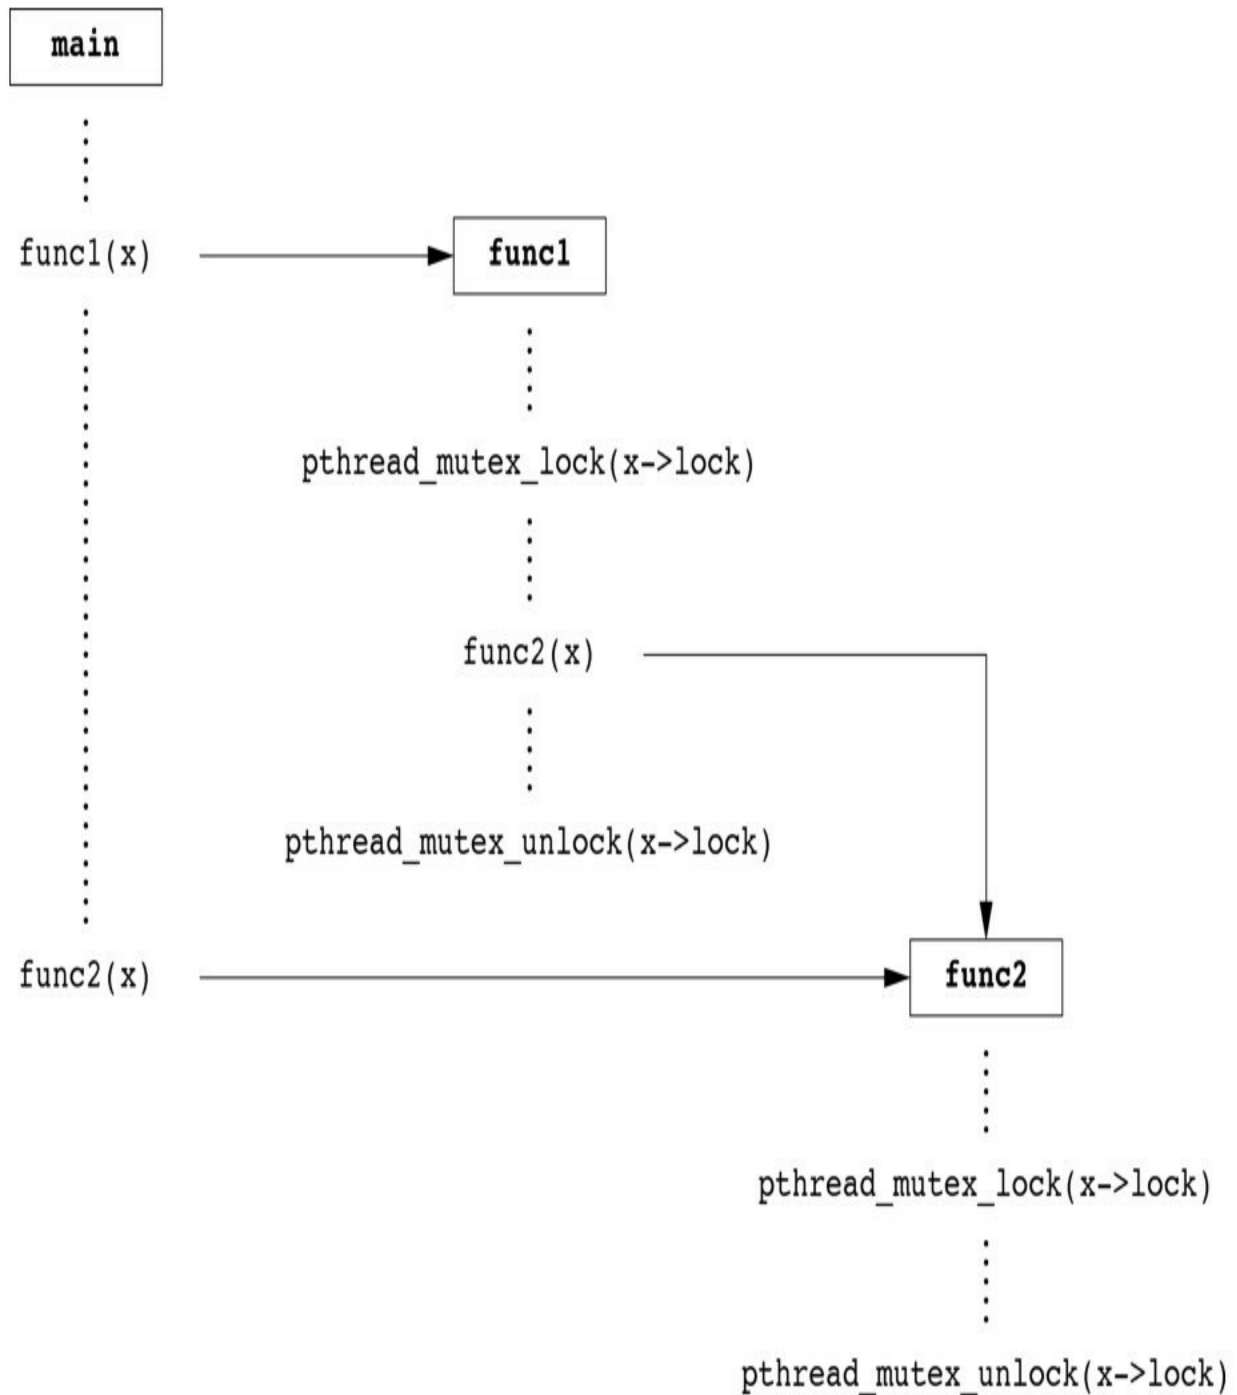 main
func1(x)
func1
pthread_mutex_lock(x->lock)
func2(x)
pthread_mutex_unlock(x->lock)
func2(x)
func2
pthread_mutex_lock(x->lock)
pthread_mutex_unlock(x->lock)